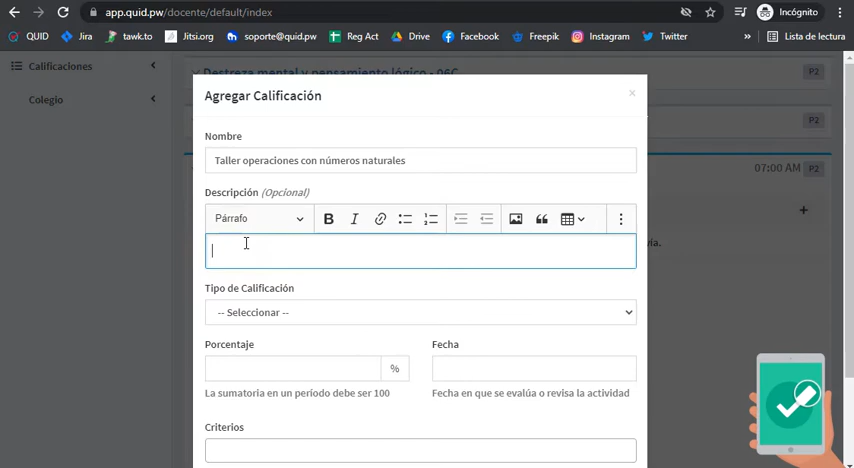 app.quid.pw/docente/default/index
Incógnito
QUID
Jira
tawk.to
Jitsi.org
soporte@quid.pw
Reg Act
Drive
Facebook
Freepik
Instagram
Twitter
»
Lista de lectura
Calificaciones
Destreza mental y pensamiento lógico - 06C
P2
Colegio
P2
07:00 AM P2
Agregar Calificación
×
Nombre
Taller operaciones con números naturales
Descripción (Opcional)
Párrafo
B I
Tipo de Calificación
-- Seleccionar --
Porcentaje
Fecha
%
La sumatoria en un período debe ser 100
Fecha en que se evalúa o revisa la actividad
Criterios